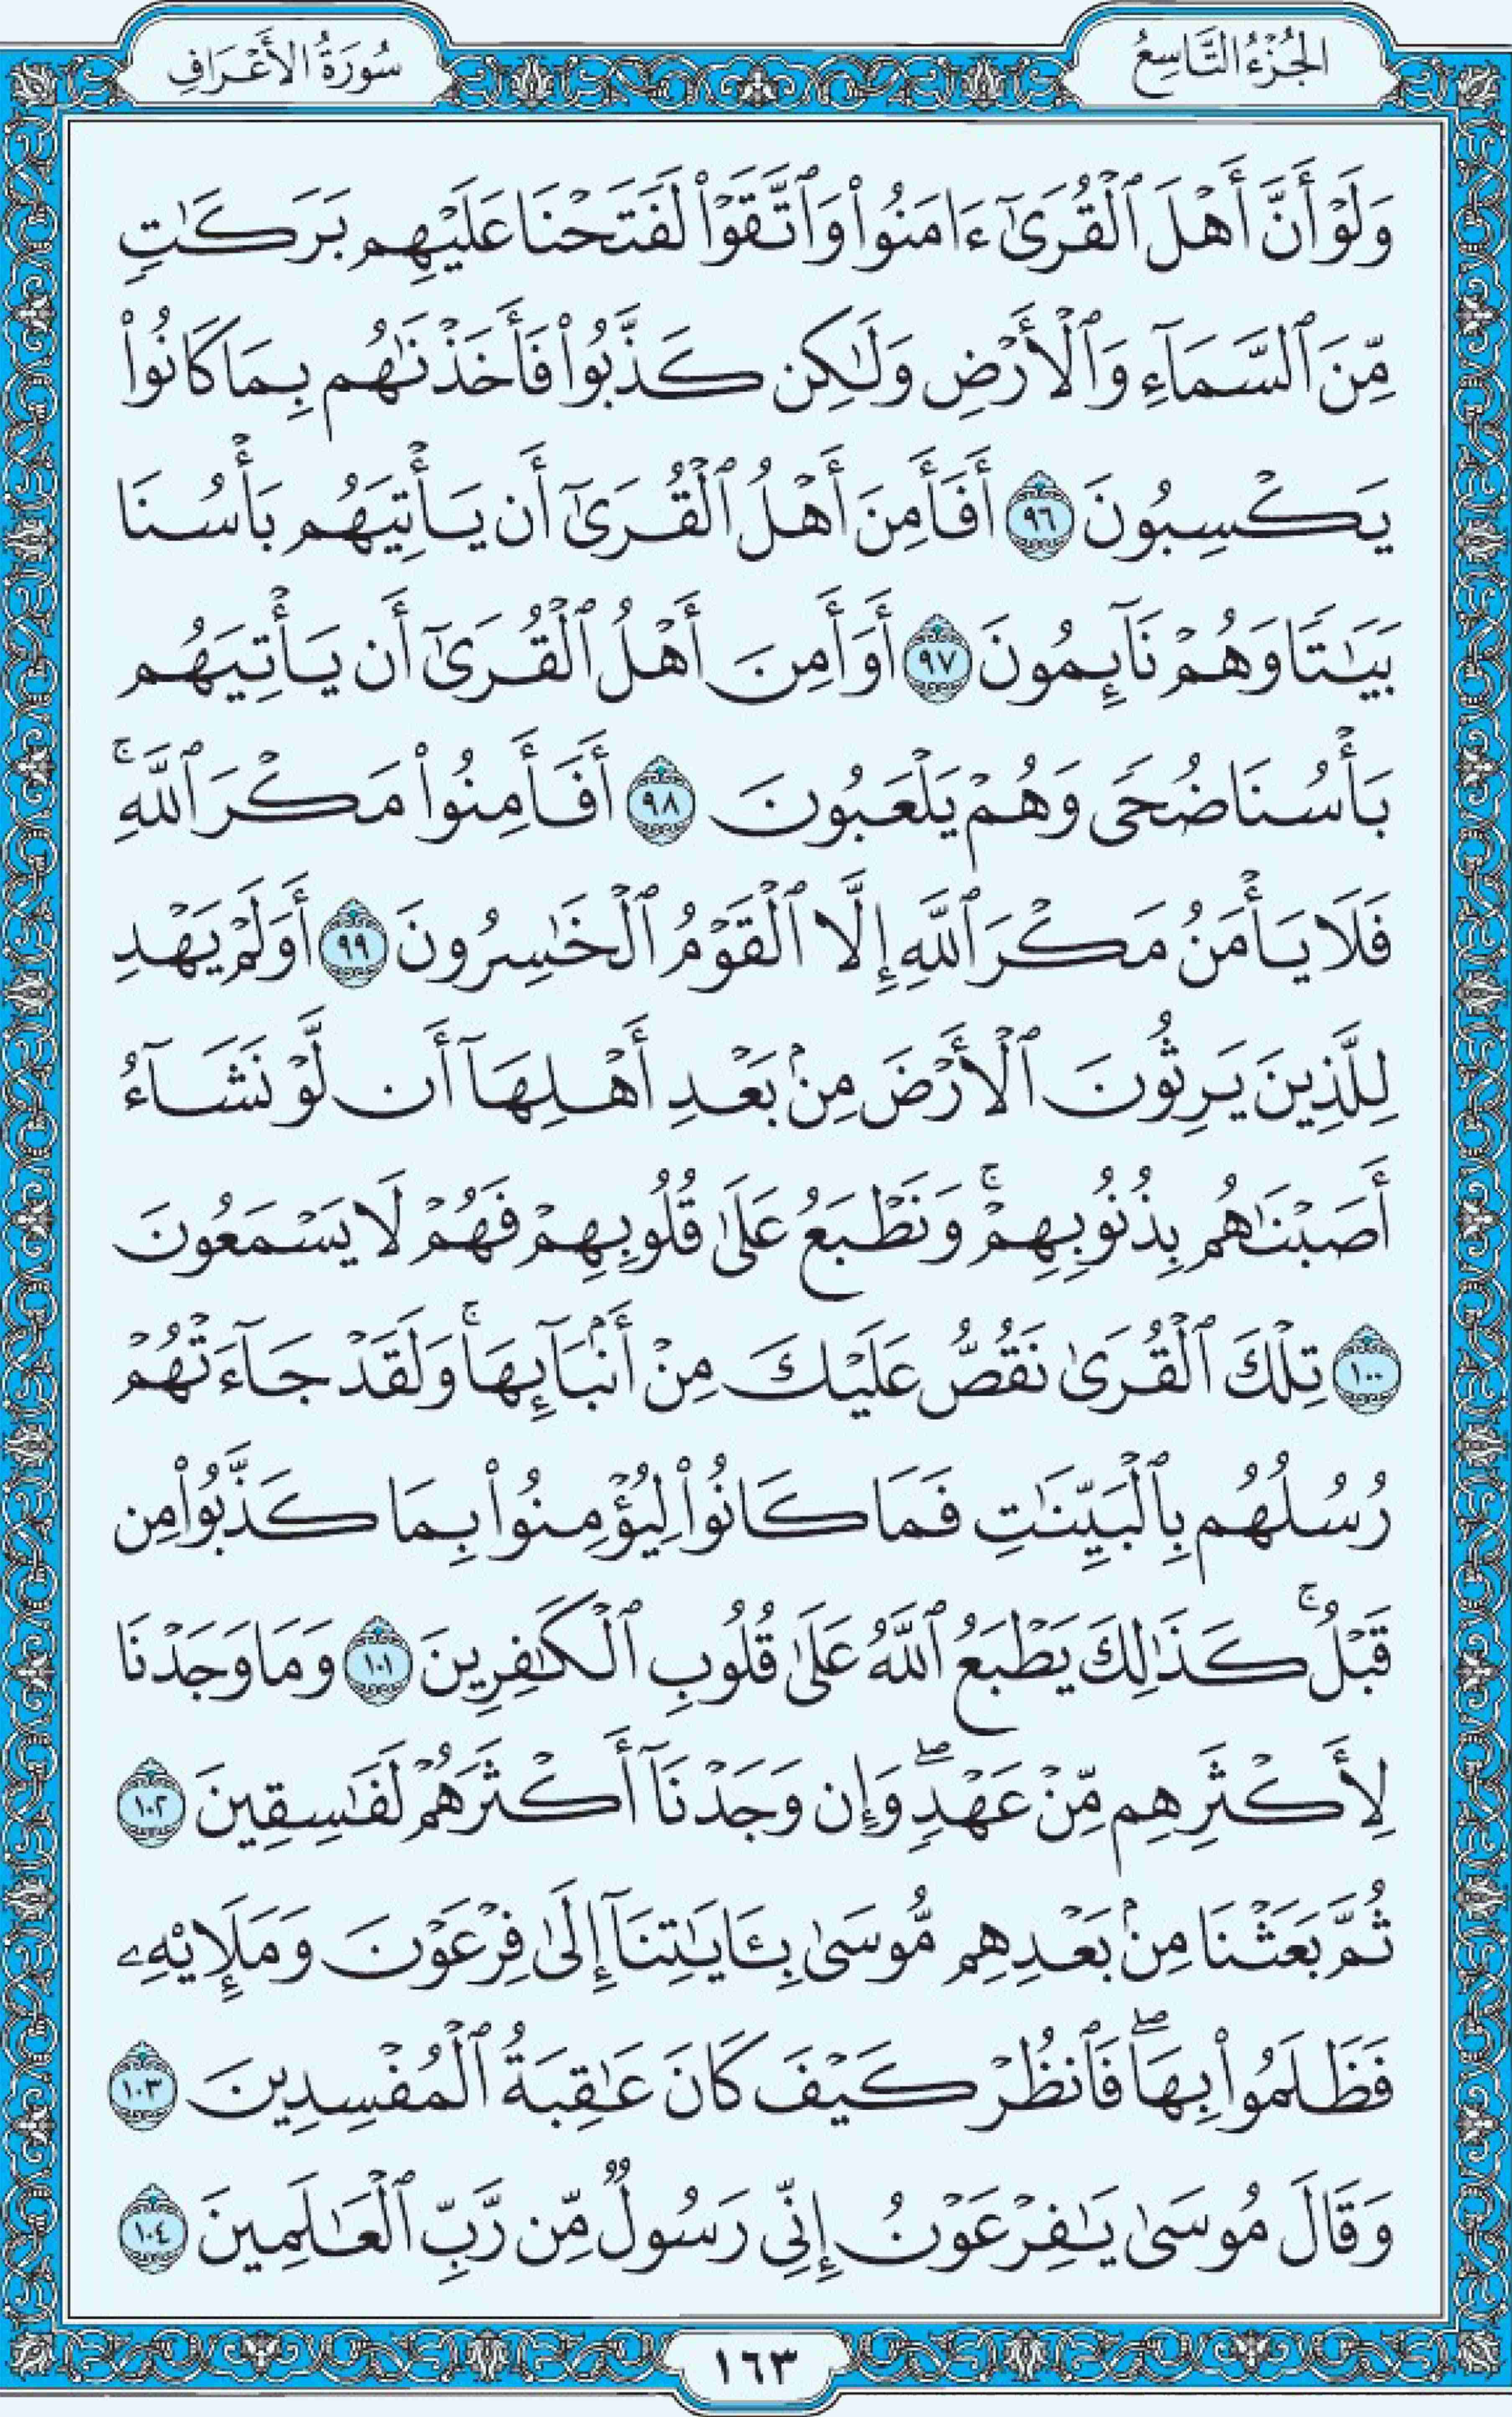 الجُزْءُ التَّاسِعُ
سُورَةُ الأَعْرَافِ
وَلَوْ أَنَّ أَهْلَ ٱلْقُرَىٰٓ ءَامَنُوا۟ وَٱتَّقَوْا۟ لَفَتَحْنَا عَلَيْهِم بَرَكَٰتٍ
مِّنَ ٱلسَّمَآءِ وَٱلْأَرْضِ وَلَٰكِن كَذَّبُوا۟ فَأَخَذْنَٰهُم بِمَا كَانُوا۟
يَكْسِبُونَ ٩٦ أَفَأَمِنَ أَهْلُ ٱلْقُرَىٰٓ أَن يَأْتِيَهُم بَأْسُنَا
بَيَٰتًا وَهُمْ نَآئِمُونَ ٩٧ أَوَأَمِنَ أَهْلُ ٱلْقُرَىٰٓ أَن يَأْتِيَهُم
بَأْسُنَا ضُحًى وَهُمْ يَلْعَبُونَ ٩٨ أَفَأَمِنُوا۟ مَكْرَ ٱللَّهِ ۚ
فَلَا يَأْمَنُ مَكْرَ ٱللَّهِ إِلَّا ٱلْقَوْمُ ٱلْخَٰسِرُونَ ٩٩ أَوَلَمْ يَهْدِ
لِلَّذِينَ يَرِثُونَ ٱلْأَرْضَ مِنۢ بَعْدِ أَهْلِهَآ أَن لَّوْ نَشَآءُ
أَصَبْنَٰهُم بِذُنُوبِهِمْ ۚ وَنَطْبَعُ عَلَىٰ قُلُوبِهِمْ فَهُمْ لَا يَسْمَعُونَ
١٠٠ تِلْكَ ٱلْقُرَىٰ نَقُصُّ عَلَيْكَ مِنْ أَنۢبَآئِهَا ۚ وَلَقَدْ جَآءَتْهُمْ
رُسُلُهُم بِٱلْبَيِّنَٰتِ فَمَا كَانُوا۟ لِيُؤْمِنُوا۟ بِمَا كَذَّبُوا۟ مِن
قَبْلُ ۚ كَذَٰلِكَ يَطْبَعُ ٱللَّهُ عَلَىٰ قُلُوبِ ٱلْكَٰفِرِينَ ١٠١ وَمَا وَجَدْنَا
لِأَكْثَرِهِم مِّنْ عَهْدٍ ۖ وَإِن وَجَدْنَآ أَكْثَرَهُمْ لَفَٰسِقِينَ ١٠٢
ثُمَّ بَعَثْنَا مِنۢ بَعْدِهِم مُّوسَىٰ بِـَٔايَٰتِنَآ إِلَىٰ فِرْعَوْنَ وَمَلَإِي۟هِۦ
فَظَلَمُوا۟ بِهَا ۖ فَٱنظُرْ كَيْفَ كَانَ عَٰقِبَةُ ٱلْمُفْسِدِينَ ١٠٣
وَقَالَ مُوسَىٰ يَٰفِرْعَوْنُ إِنِّى رَسُولٌ مِّن رَّبِّ ٱلْعَٰلَمِينَ ١٠٤
١٦٣